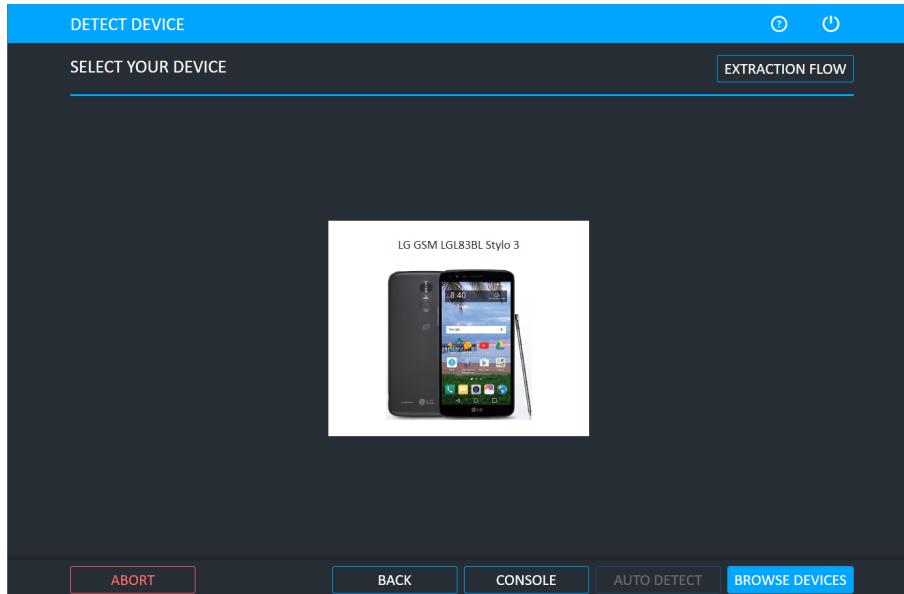 DETECT DEVICE
SELECT YOUR DEVICE
EXTRACTION FLOW
LG GSM LGL83BL Stylo 3
8:40
Google
LG
LG
ABORT
BACK
CONSOLE
AUTO DETECT
BROWSE DEVICES